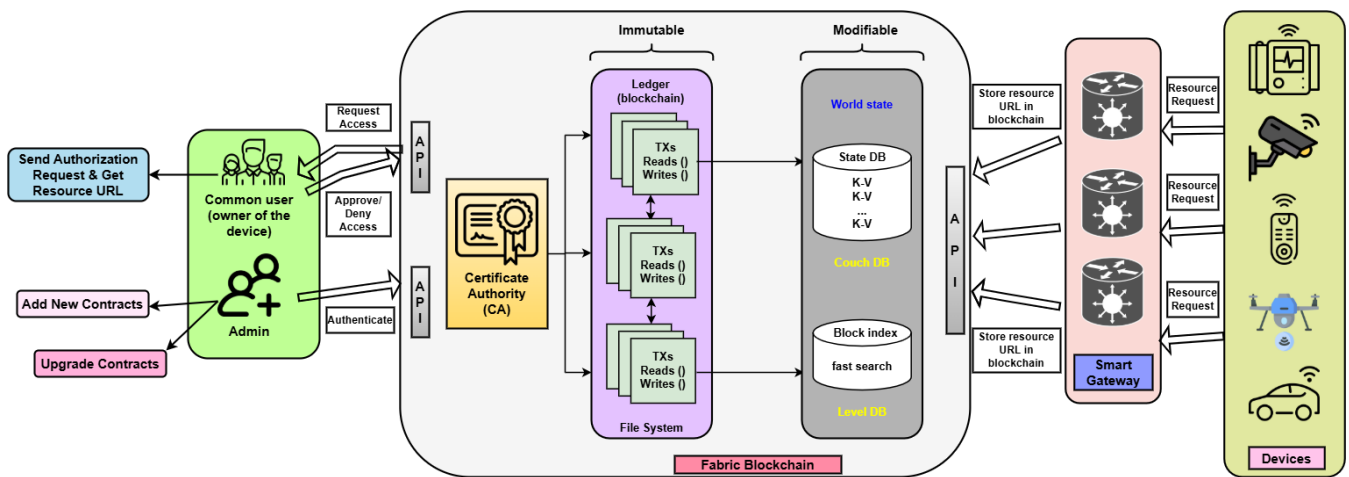 Send Authorization
Request & Get
Resource URL
Add New Contracts
Upgrade Contracts
Common user
(owner of the
device)
Admin
Request
Access
Approve/
Deny
Access
Authenticate
A
P
I
A
P
I
Certificate
Authority
(CA)
Immutable
Ledger
(blockchain)
TXs
Reads ()
Writes ()
TXs
Reads ()
Writes ()
TXs
Reads ()
Writes ()
File System
Modifiable
World state
State DB
K-V
K-V
...
K-V
Couch DB
Block index
fast search
Level DB
A
P
I
Fabric Blockchain
Store resource
URL in
blockchain
Store resource
URL in
blockchain
Smart
Gateway
Resource
Request
Resource
Request
Resource
Request
Devices